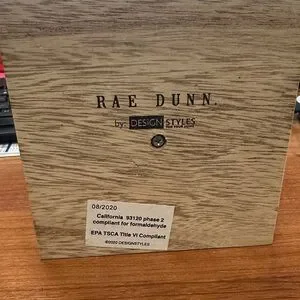 RAE DUNN.
by: DESIGN STYLES
08/2020
California 93120 phase 2
compliant for formaldehyde
EPA TSCA Title VI Compliant
©2020 DESIGNSTYLES